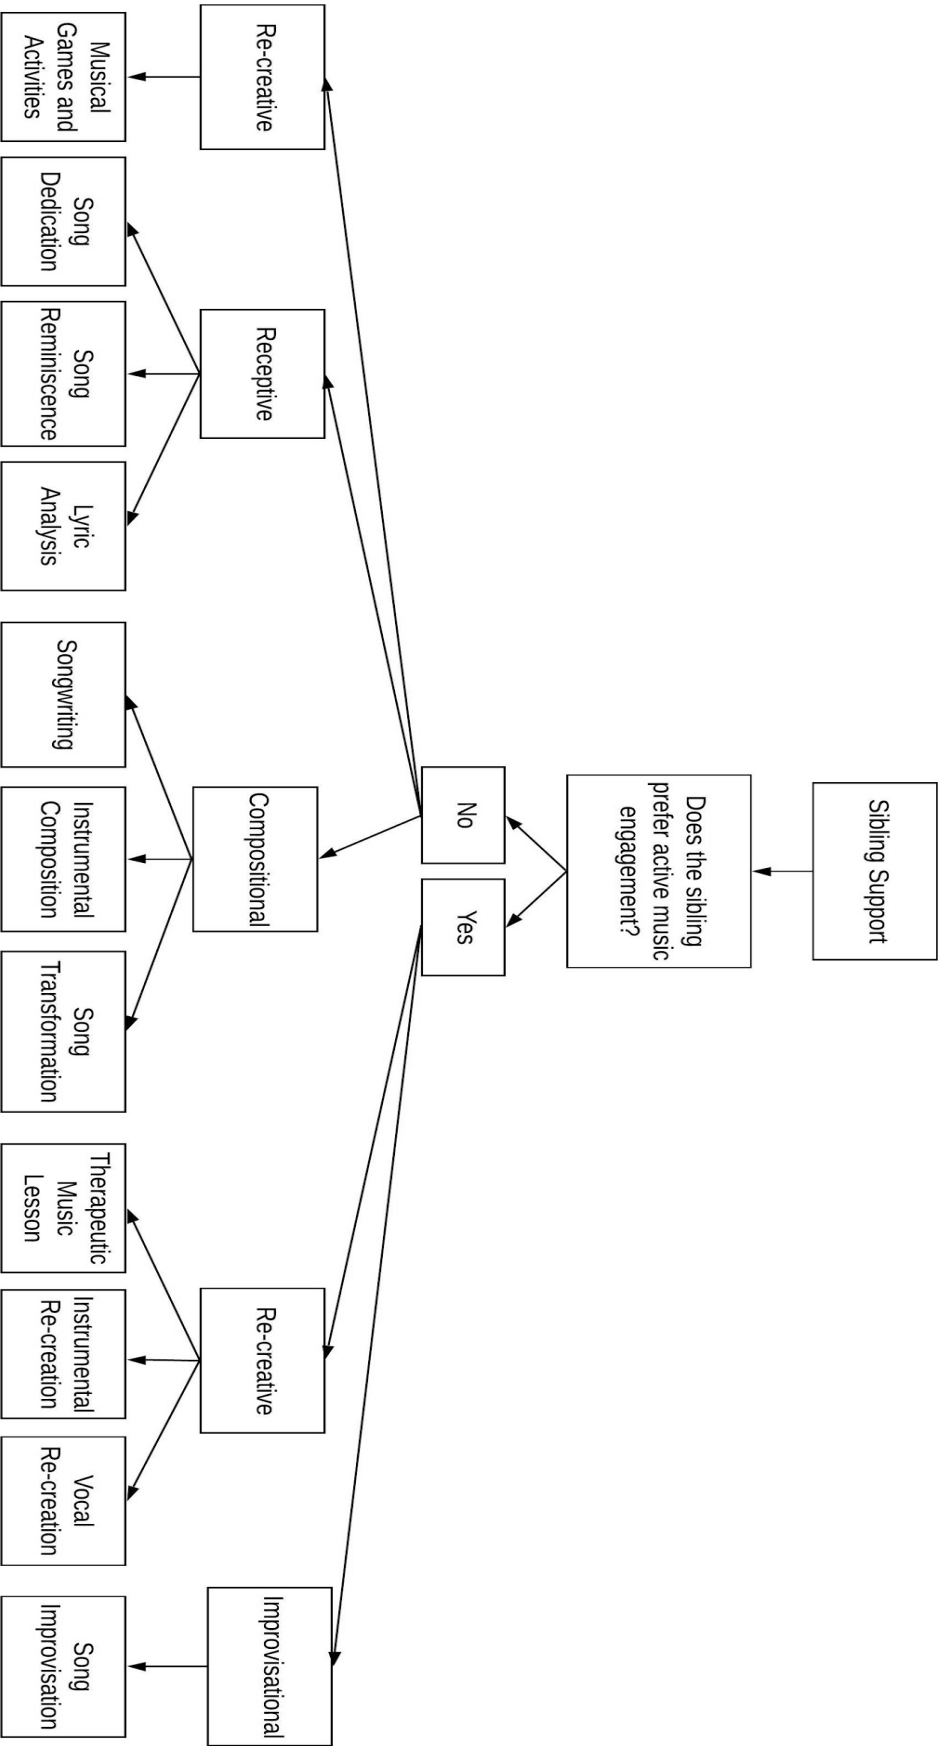 Sibling Support
Does the sibling
prefer active music
engagement?
No
Yes
Re-creative
Receptive
Compositional
Re-creative
Improvisational
Musical
Games and
Activities
Song
Dedication
Song
Reminiscence
Lyric
Analysis
Songwriting
Instrumental
Composition
Song
Transformation
Therapeutic
Music
Lesson
Instrumental
Re-creation
Vocal
Re-creation
Song
Improvisation